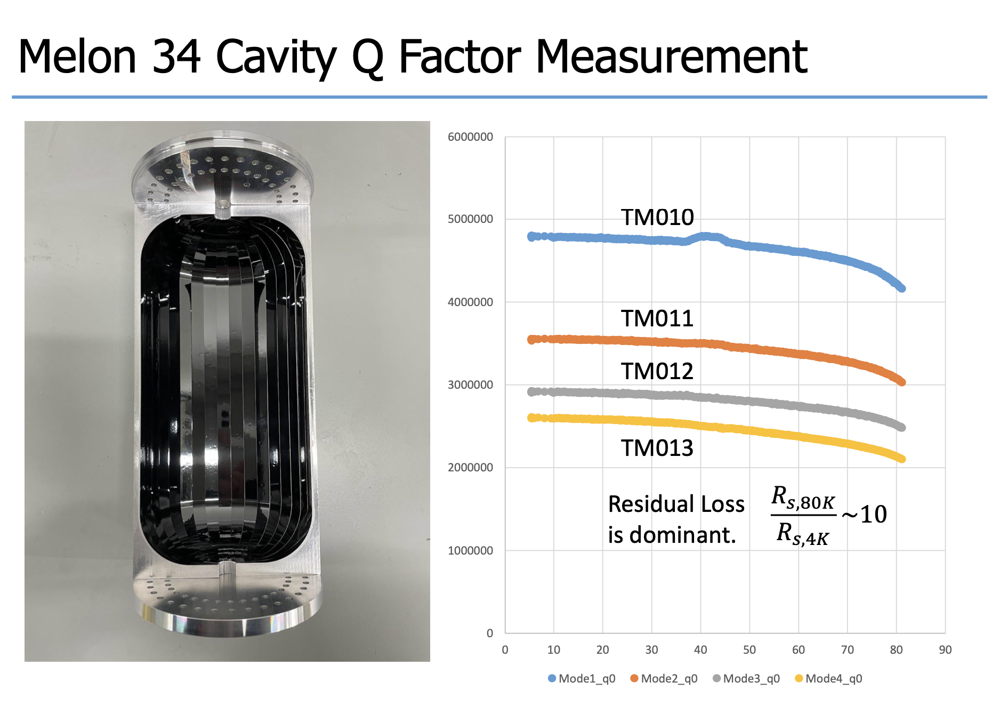 Melon 34 Cavity Q Factor Measurement
6000000
5000000
4000000
3000000
2000000
1000000
0
TM010
TM011
TM012
TM013
Residual Loss
is dominant.
R_{s,80K}
R_{s,4K}
~10
0 10 20 30 40 50 60 70 80 90
Mode1_q0 Mode2_q0 Mode3_q0 Mode4_q0